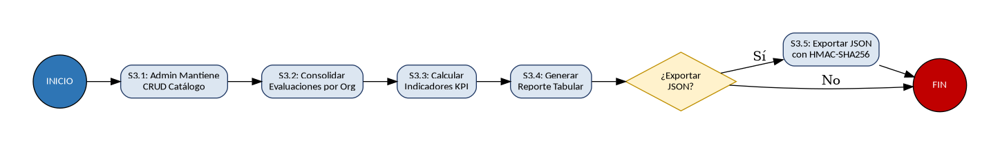 INICIO
S3.1: Admin Mantiene
CRUD Catálogo
S3.2: Consolidar
Evaluaciones por Org
S3.3: Calcular
Indicadores KPI
S3.4: Generar
Reporte Tabular
¿Exportar
JSON?
Sí
S3.5: Exportar JSON
con HMAC-SHA256
No
FIN